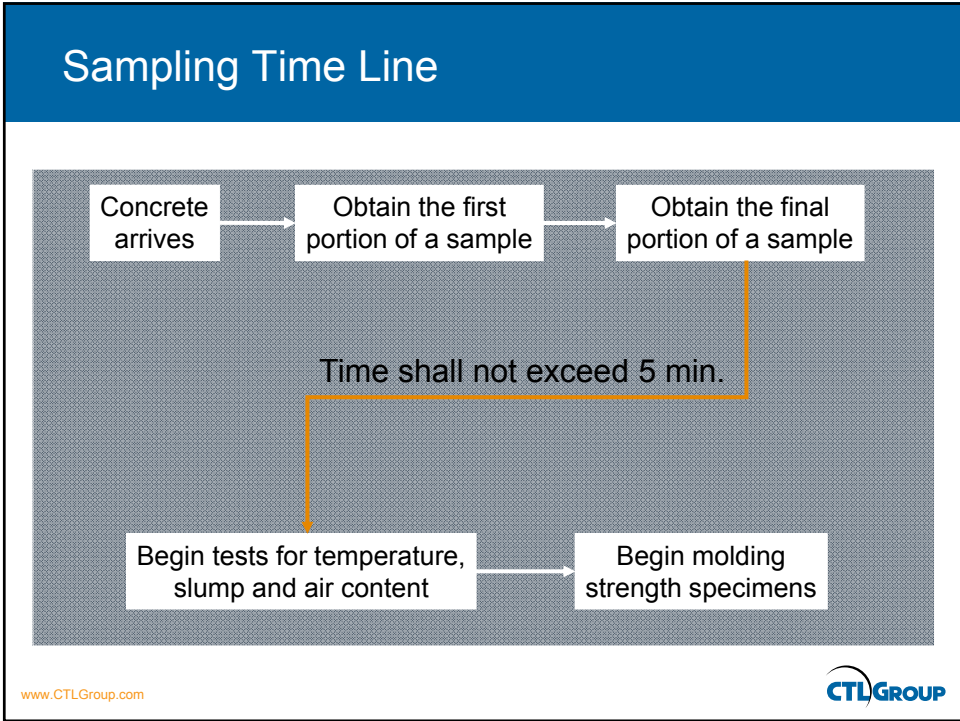 Sampling Time Line
Concrete
arrives
Obtain the first
portion of a sample
Obtain the final
portion of a sample
Time shall not exceed 5 min.
Begin tests for temperature,
slump and air content
Begin molding
strength specimens
www.CTLGroup.com
CTLGROUP